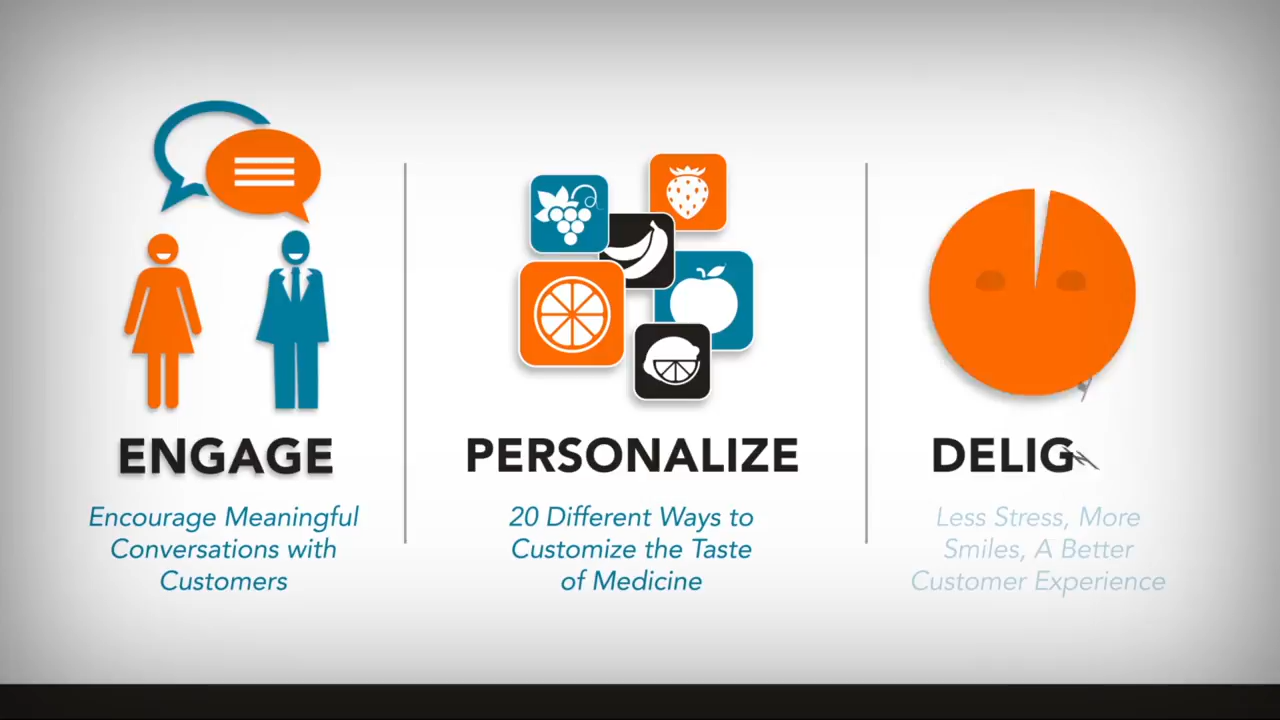 ENGAGE
Encourage Meaningful
Conversations with
Customers
PERSONALIZE
20 Different Ways to
Customize the Taste
of Medicine
DELIG
Less Stress, More
Smiles, A Better
Customer Experience